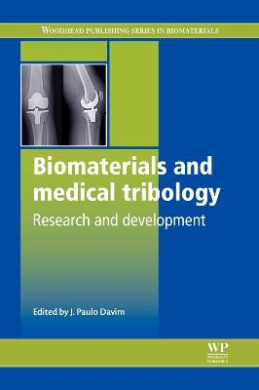 WOODHEAD PUBLISHING SERIES IN BIOMATERIALS
Biomaterials and
medical tribology
Research and development
Edited by J. Paulo Davim
WP
WOODHEAD
PUBLISHING